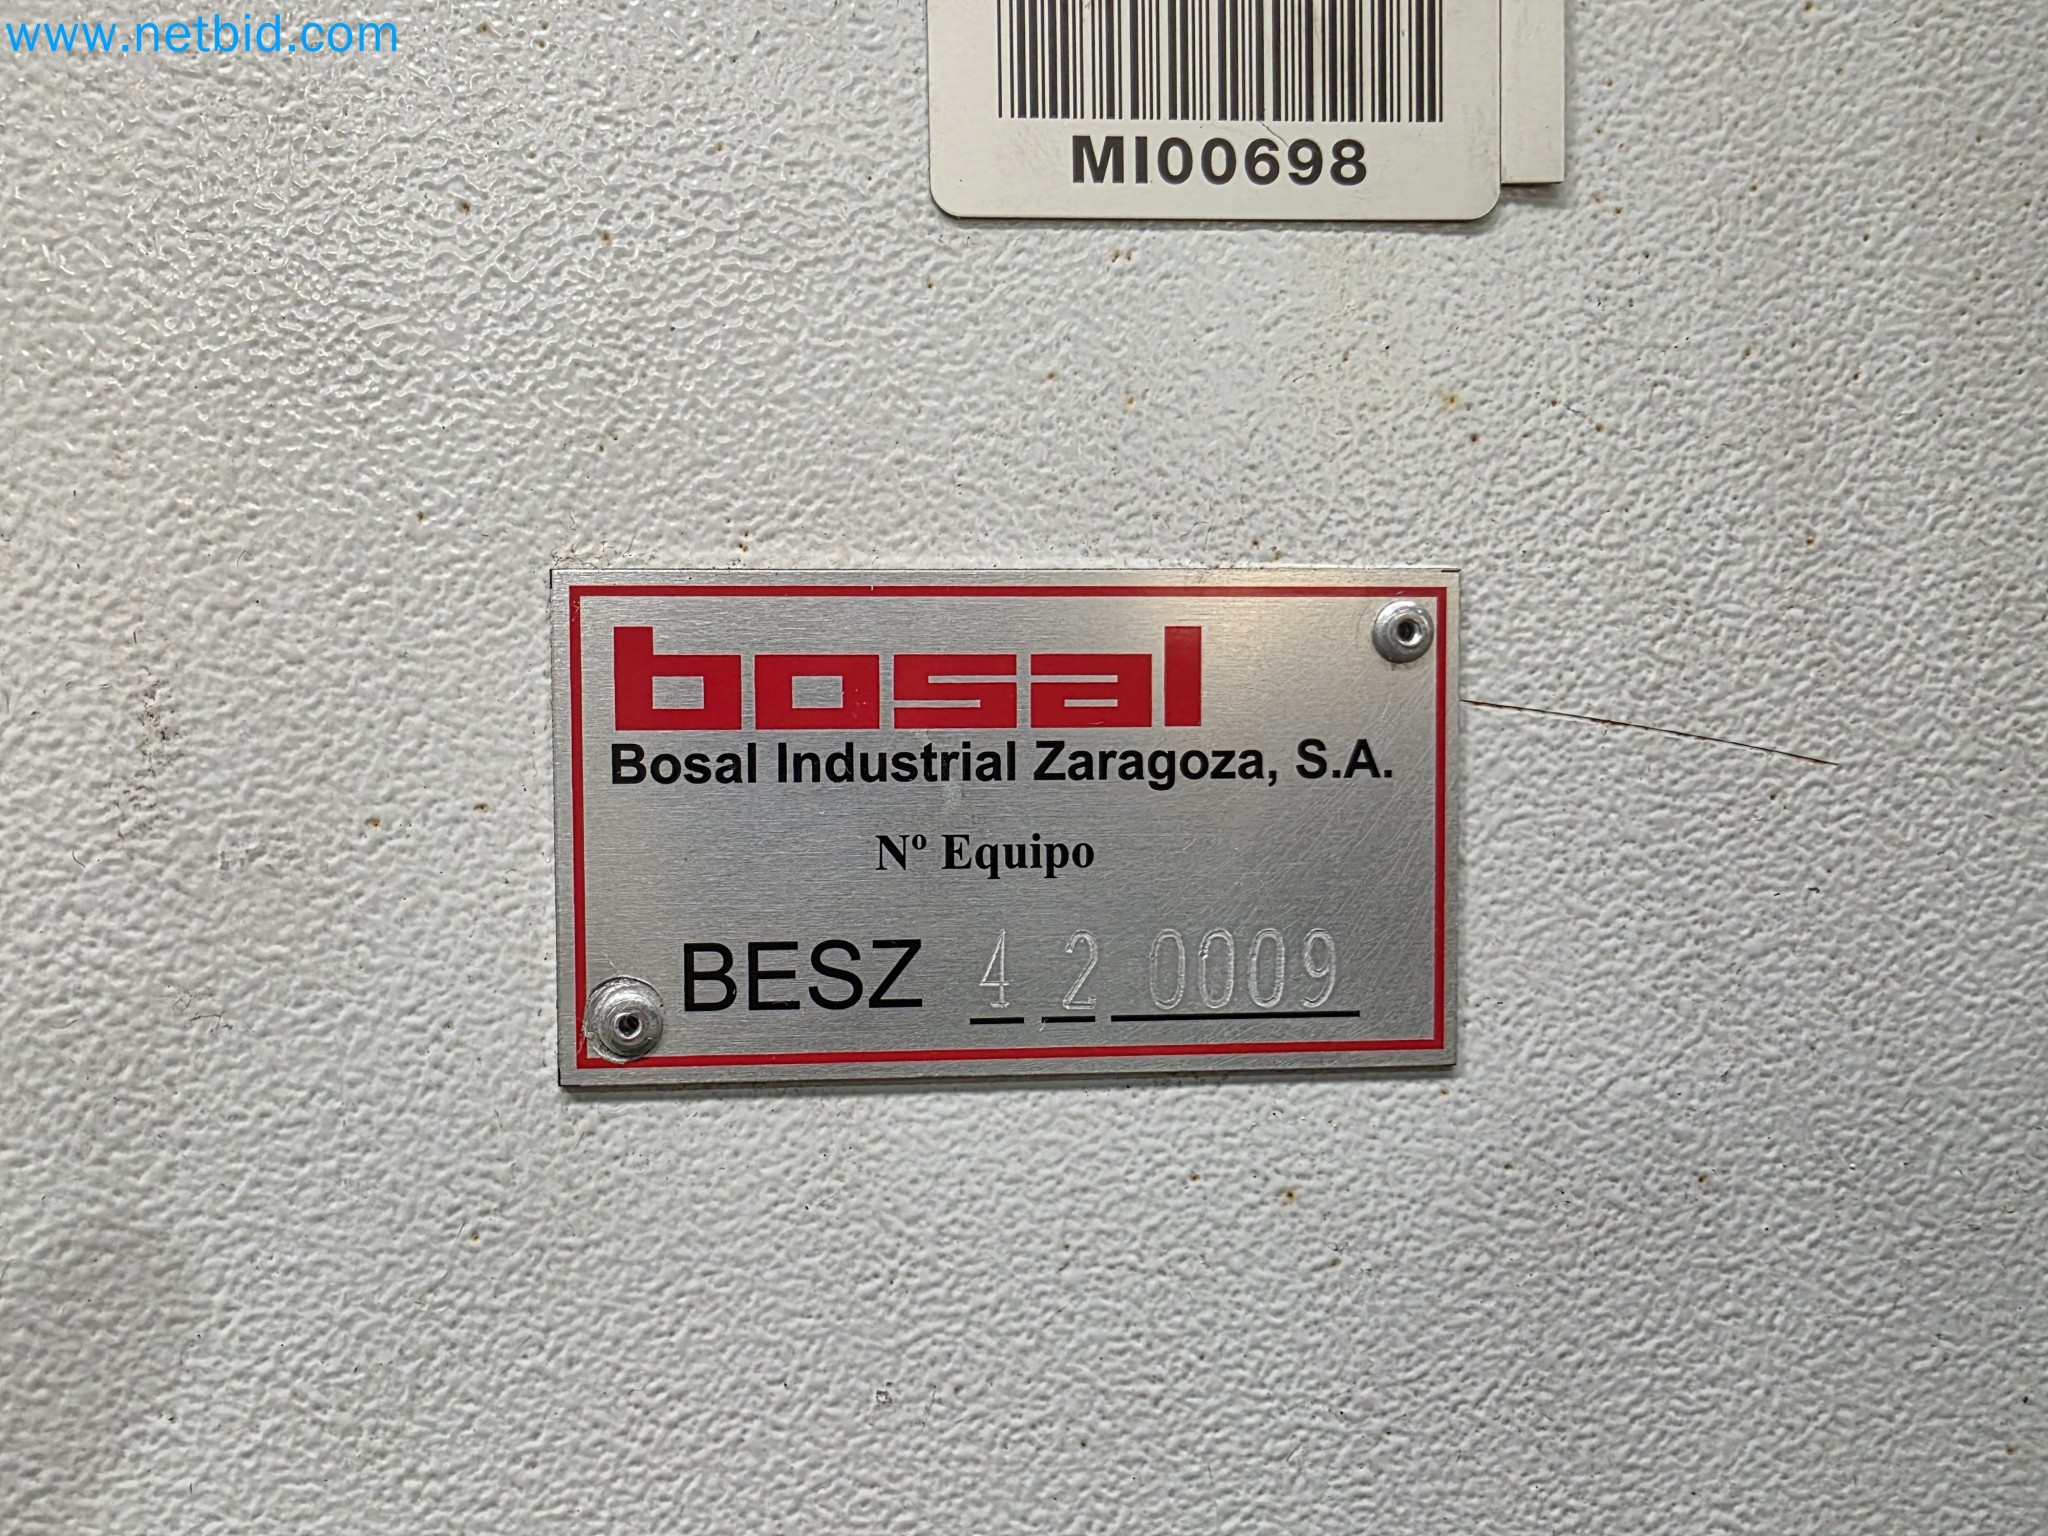 www.netbid.com
MI00698
bosal
Bosal Industrial Zaragoza, S.A.
Nº Equipo
BESZ 4 2 0009